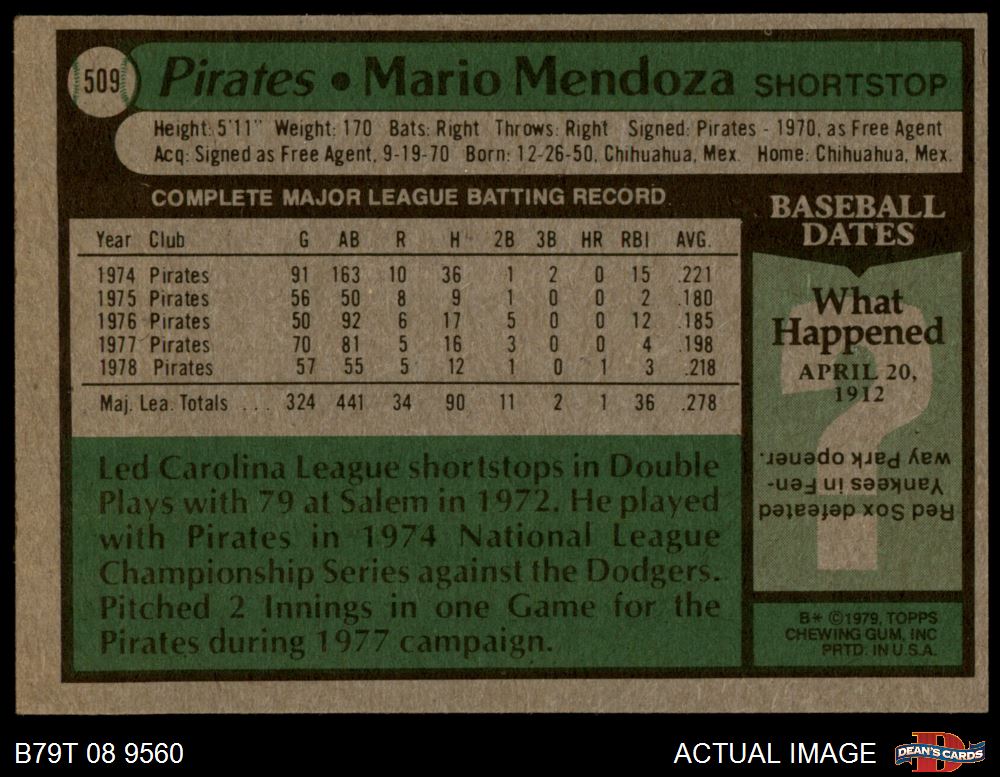 509
Pirates • Mario Mendoza SHORTSTOP
Height: 5'11" Weight: 170 Bats: Right Throws: Right Signed: Pirates - 1970, as Free Agent
Acq: Signed as Free Agent, 9-19-70 Born: 12-26-50, Chihuahua, Mex. Home: Chihuahua, Mex.
COMPLETE MAJOR LEAGUE BATTING RECORD
Year Club G AB R H 2B 3B HR RBI AVG.
1974 Pirates 91 163 10 36 1 2 0 15 .221
1975 Pirates 56 50 8 9 1 0 0 2 .180
1976 Pirates 50 92 6 17 5 0 0 12 .185
1977 Pirates 70 81 5 16 3 0 0 4 .198
1978 Pirates 57 55 5 12 1 0 1 3 .218
Maj. Lea. Totals ... 324 441 34 90 11 2 1 36 .278
Led Carolina League shortstops in Double
Plays with 79 at Salem in 1972. He played
with Pirates in 1974 National League
Championship Series against the Dodgers.
Pitched 2 Innings in one Game for the
Pirates during 1977 campaign.
BASEBALL
DATES
What
Happened
APRIL 20,
1912
?
Red Sox defeated
Yankees in Fen-
way Park opener.
B* ©1979, TOPPS
CHEWING GUM, INC
PRTD. IN U.S.A.
B79T 08 9560
ACTUAL IMAGE
D
DEAN'S CARDS